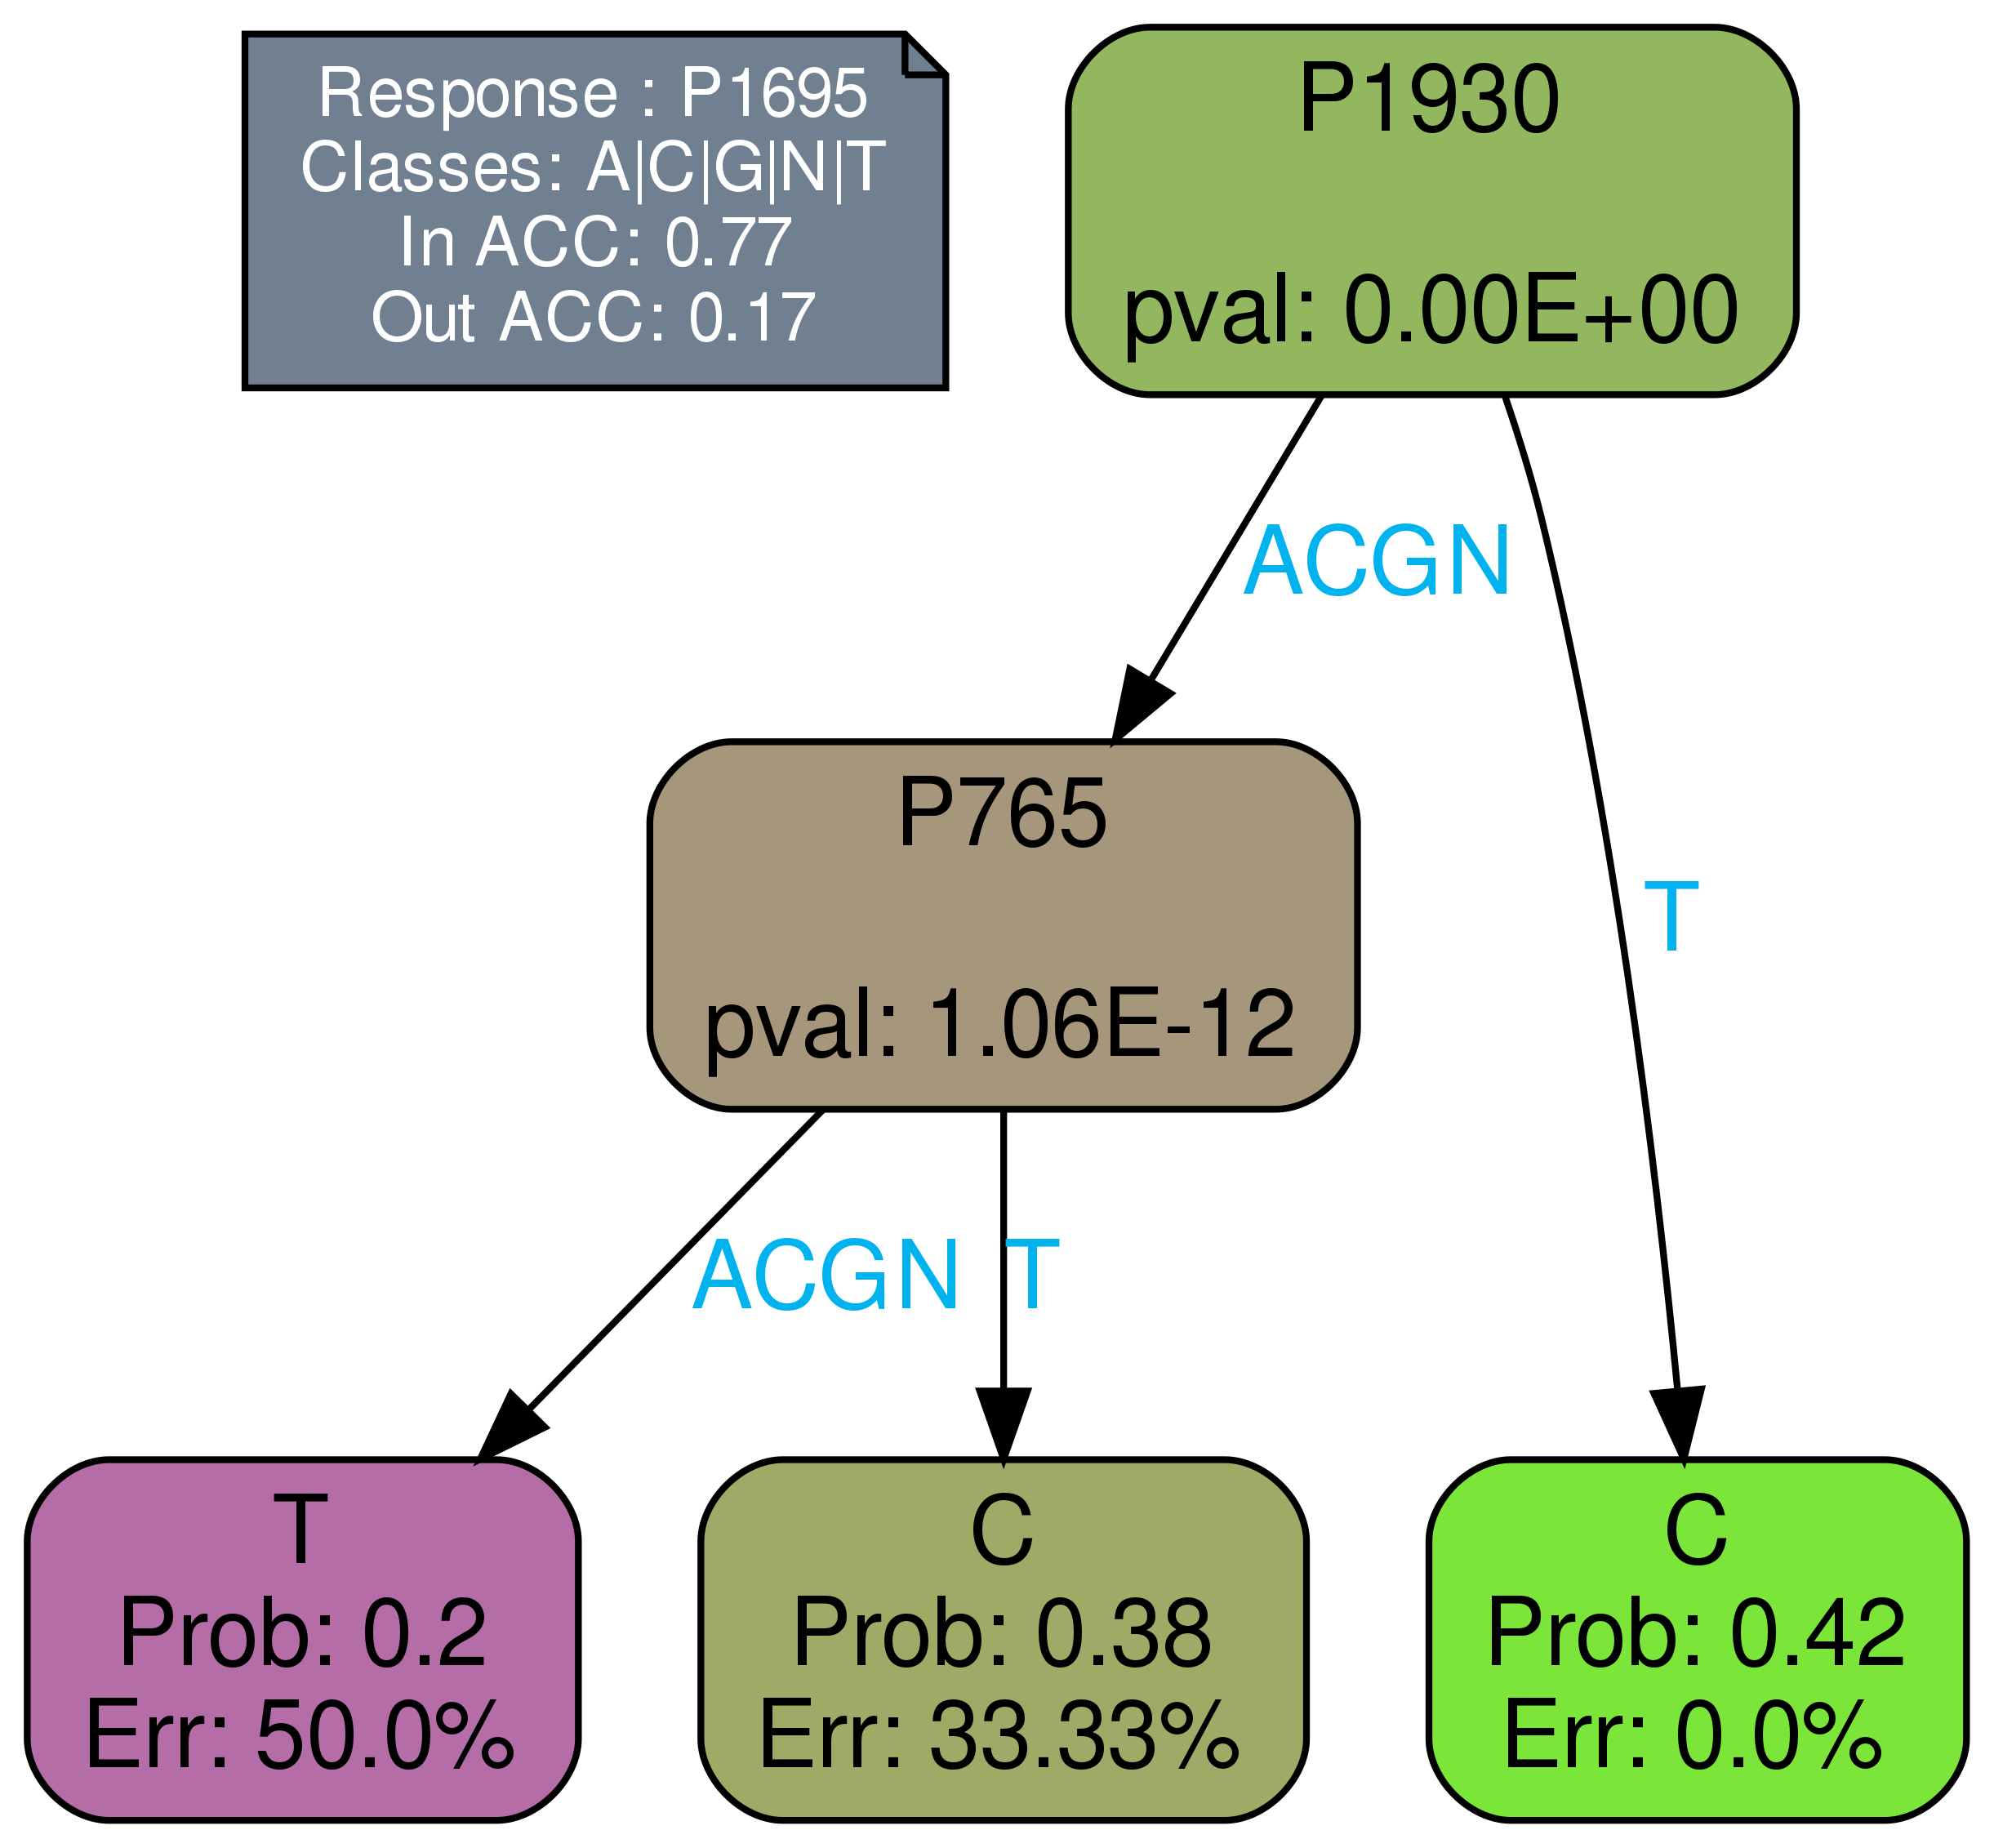 Response : P1695
Classes: A|C|G|N|T
In ACC: 0.77
Out ACC: 0.17
P1930
pval: 0.00E+00
ACGN
T
P765
pval: 1.06E-12
ACGN
T
T
Prob: 0.2
Err: 50.0%
C
Prob: 0.38
Err: 33.33%
C
Prob: 0.42
Err: 0.0%